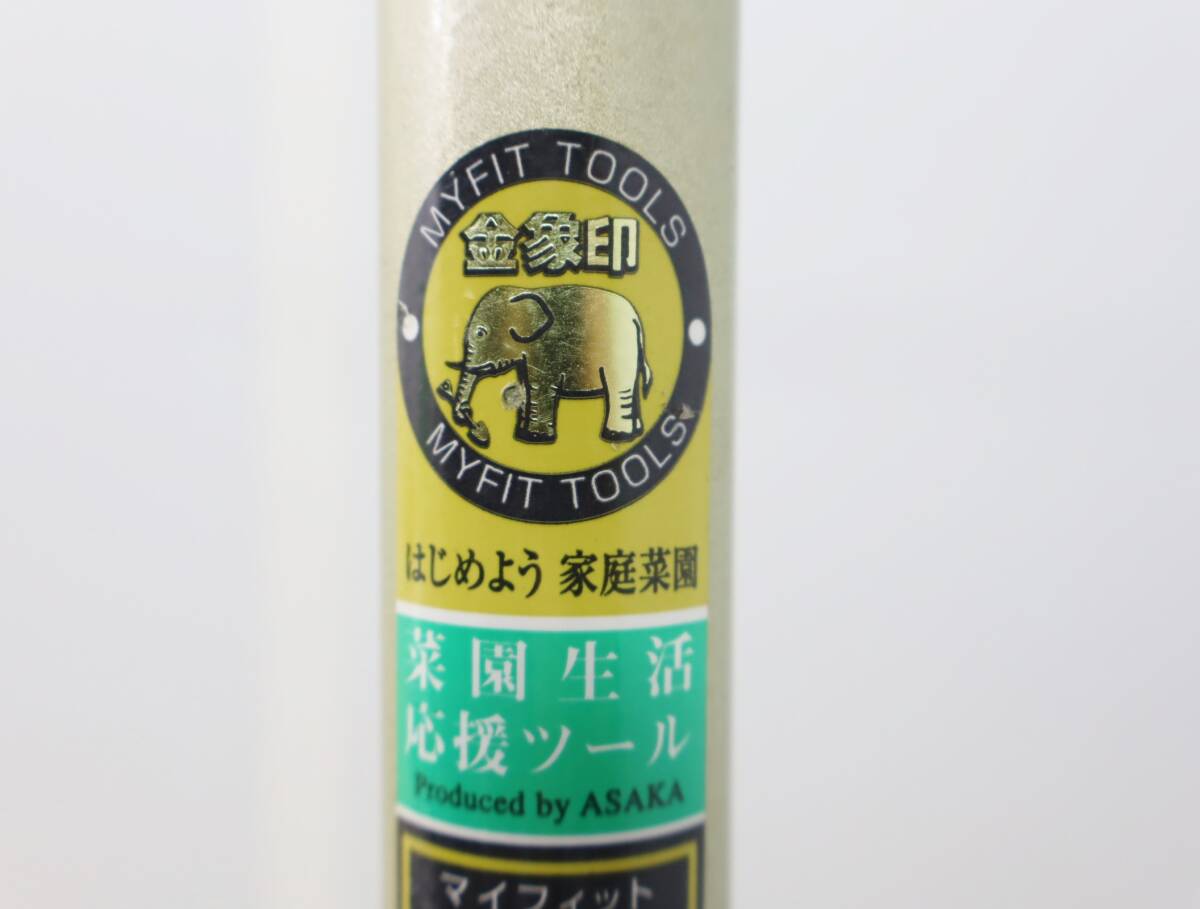 MYFIT TOOLS
金象印
MYFIT TOOLS
はじめよう 家庭菜園
菜園生活
応援ツール
Produced by ASAKA
マイフィット